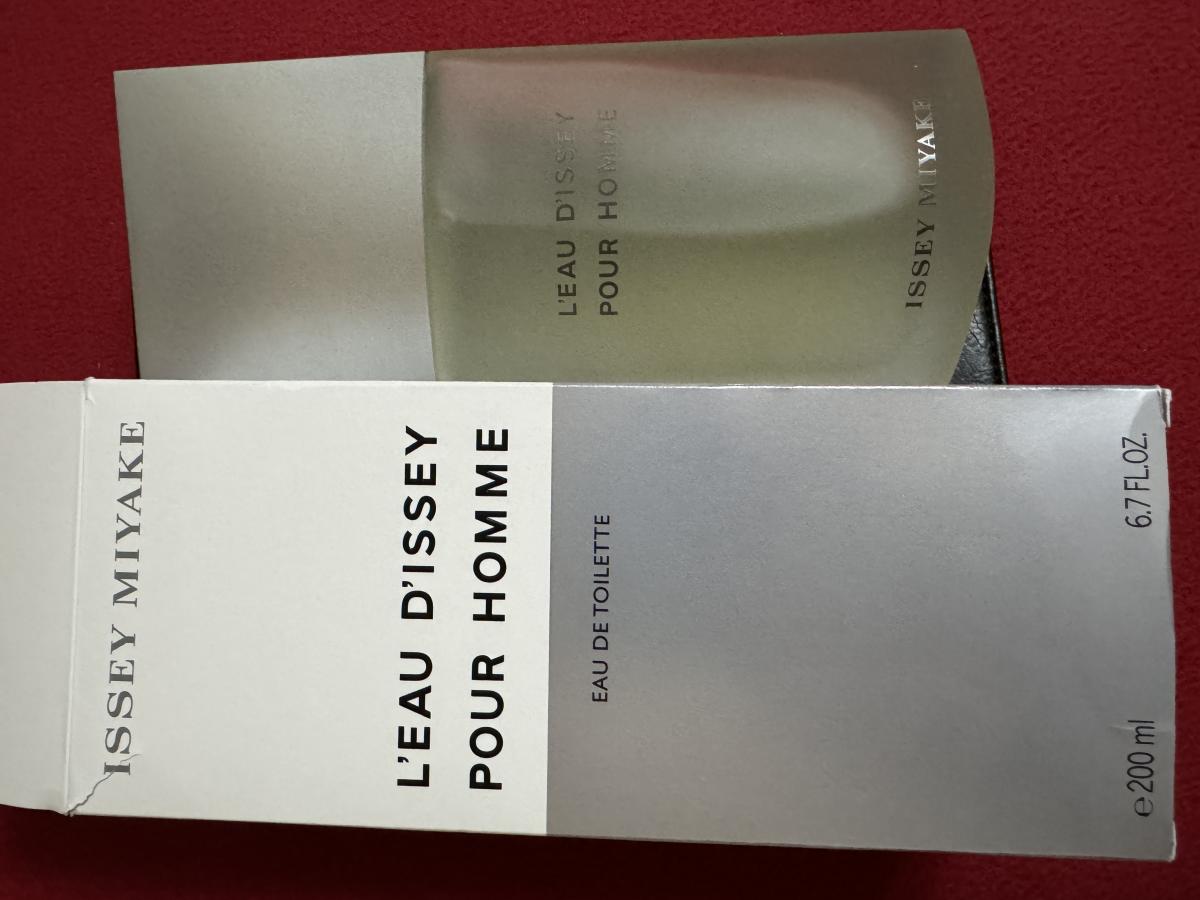 L'EAU D'ISSEY
POUR HOMME
ISSEY MIYAKE
ISSEY MIYAKE
L'EAU D'ISSEY
POUR HOMME
EAU DE TOILETTE
℮ 200 ml 6.7 FL.OZ.